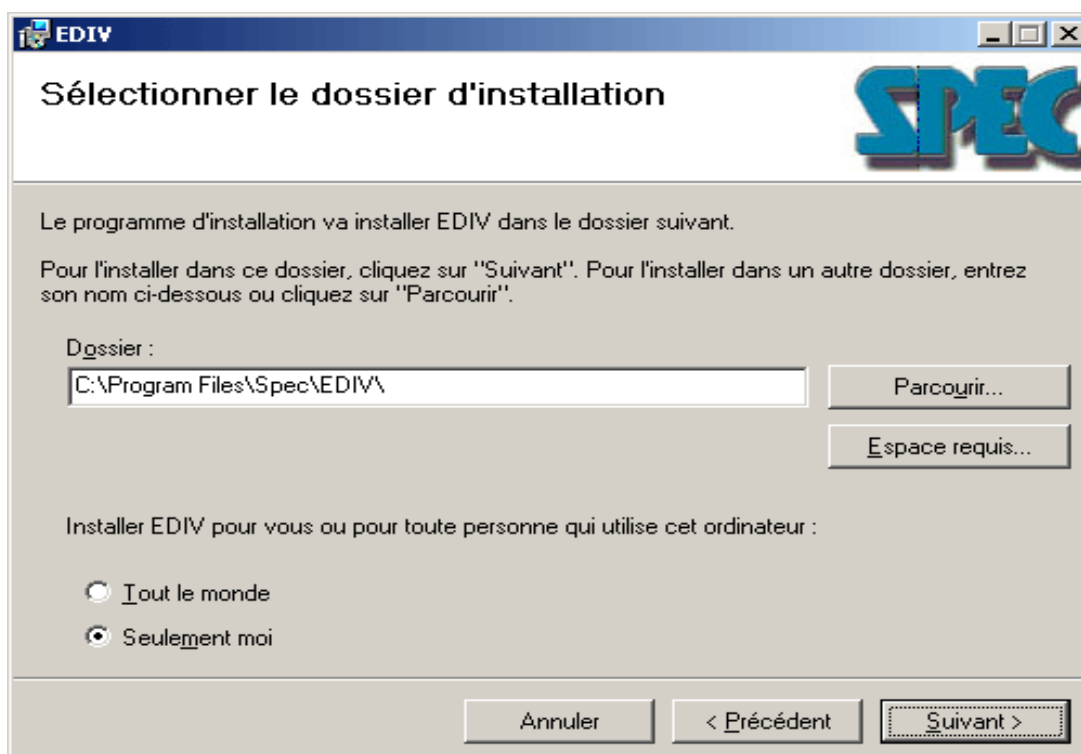 EDIV
Sélectionner le dossier d'installation
SPEC
Le programme d'installation va installer EDIV dans le dossier suivant.
Pour l'installer dans ce dossier, cliquez sur "Suivant". Pour l'installer dans un autre dossier, entrez
son nom ci-dessous ou cliquez sur "Parcourir".
Dossier :
C:\Program Files\Spec\EDIV\
Parcourir...
Espace requis...
Installer EDIV pour vous ou pour toute personne qui utilise cet ordinateur :
Tout le monde
Seulement moi
Annuler
< Précédent
Suivant >